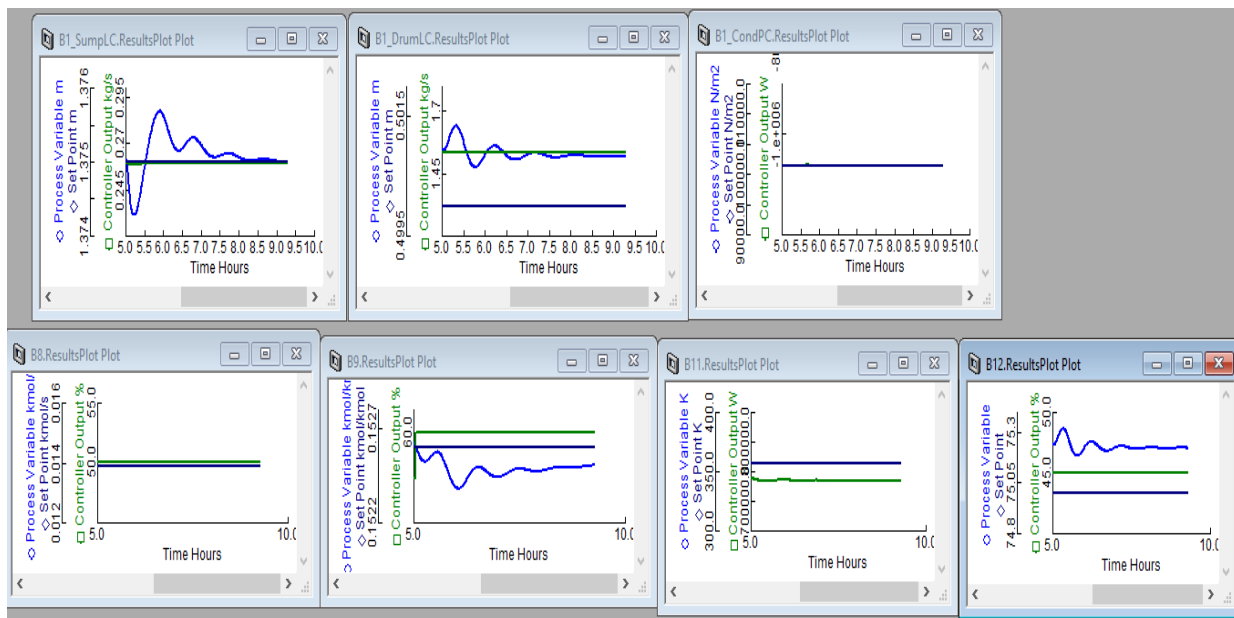 B1_SumpLC.ResultsPlot Plot
Process Variable m
Set Point m
Controller Output kg/s
1.376
1.375
1.374
0.295
0.27
0.245
5.0 5.5 6.0 6.5 7.0 7.5 8.0 8.5 9.0 9.5 10.0
Time Hours
B1_DrumLC.ResultsPlot Plot
Process Variable m
Set Point m
Controller Output kg/s
0.5015
0.4995
1.7
1.45
5.0 5.5 6.0 6.5 7.0 7.5 8.0 8.5 9.0 9.5 10.0
Time Hours
B1_CondPC.ResultsPlot Plot
Process Variable N/m2
Set Point N/m2
Controller Output W
-1.e+006
5.0 5.5 6.0 6.5 7.0 7.5 8.0 8.5 9.0 9.5 10.
Time Hours
B8.ResultsPlot Plot
Process Variable kmol/
Set Point kmol/s
Controller Output %
0.016
0.014
0.012
55.0
50.0
5.0 10.0
Time Hours
B9.ResultsPlot Plot
Process Variable kmol/kr
Set Point kmol/kmol
Controller Output %
0.1527
0.1522
60.0
5.0 10.0
Time Hours
B11.ResultsPlot Plot
Process Variable K
Set Point K
Controller Output W
400.0
350.0
300.0
5.0 10.0
Time Hours
B12.ResultsPlot Plot
Process Variable
Set Point
Controller Output %
75.3
75.05
74.8
50.0
45.0
5.0 10.0
Time Hours